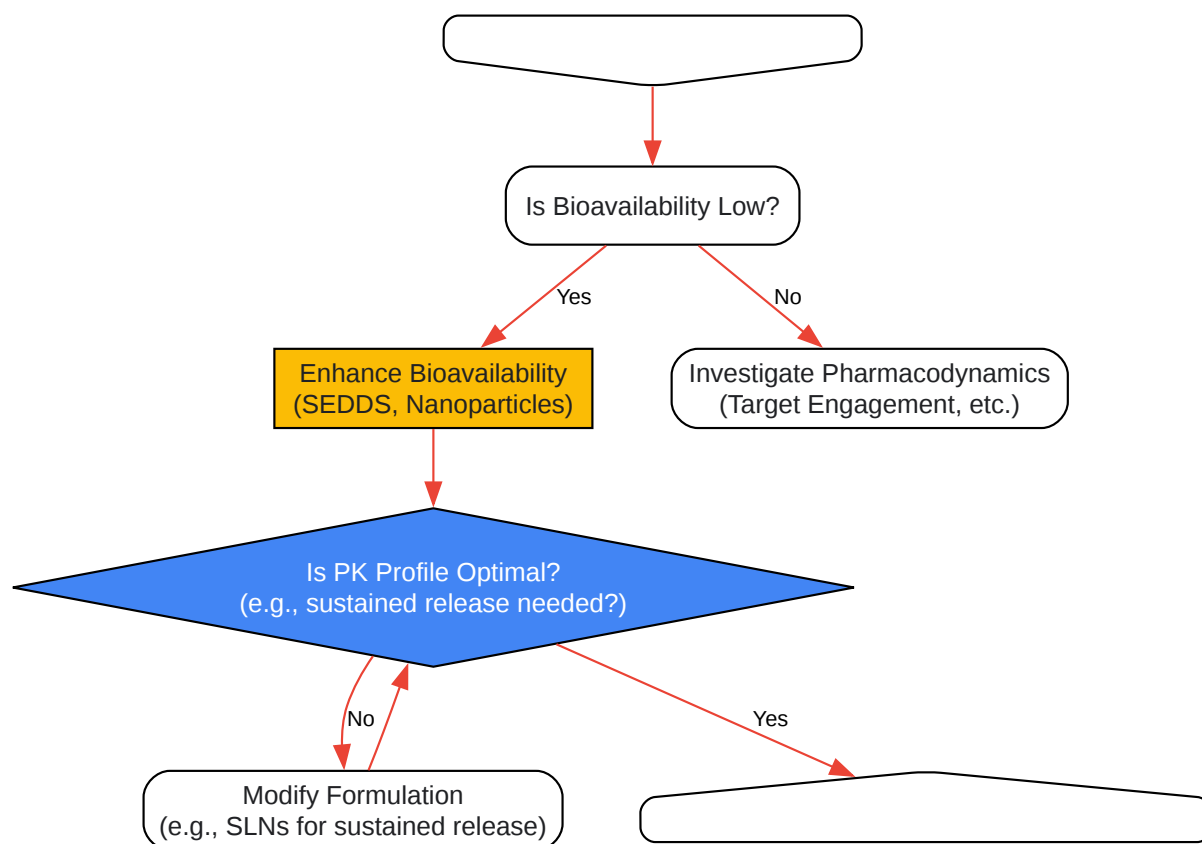 Is Bioavailability Low?
Yes
No
Enhance Bioavailability
(SEDDS, Nanoparticles)
Investigate Pharmacodynamics
(Target Engagement, etc.)
Is PK Profile Optimal?
(e.g., sustained release needed?)
No
Yes
Modify Formulation
(e.g., SLNs for sustained release)